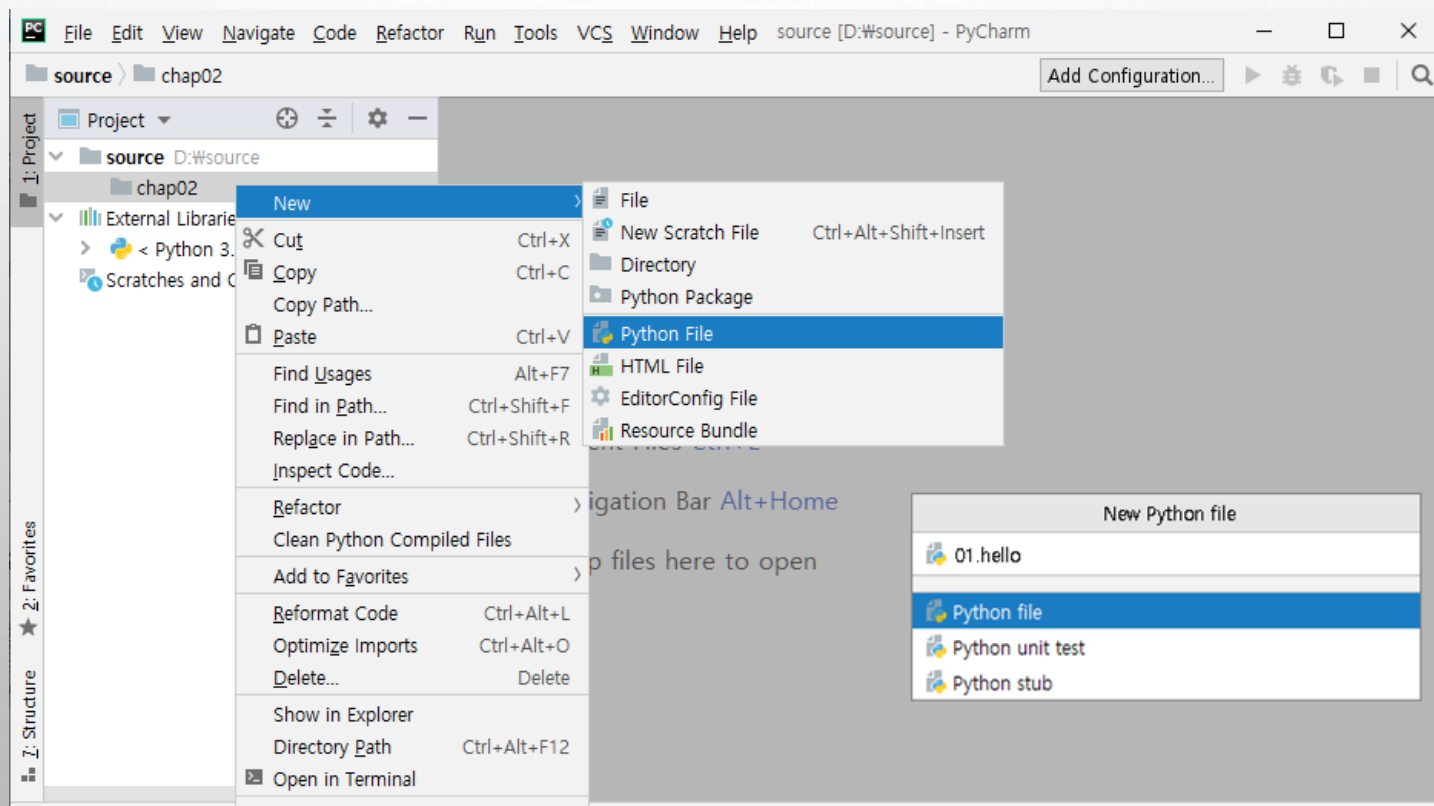 PC File Edit View Navigate Code Refactor Run Tools VCS Window Help source [D:₩source] - PyCharm
source chap02 Add Configuration...
1: Project
Project
source D:₩source
chap02
External Librarie
< Python 3.
Scratches and C
New
Cut Ctrl+X
Copy Ctrl+C
Copy Path...
Paste Ctrl+V
Find Usages Alt+F7
Find in Path... Ctrl+Shift+F
Replace in Path... Ctrl+Shift+R
Inspect Code...
Refactor
Clean Python Compiled Files
Add to Favorites
Reformat Code Ctrl+Alt+L
Optimize Imports Ctrl+Alt+O
Delete... Delete
Show in Explorer
Directory Path Ctrl+Alt+F12
Open in Terminal
File
New Scratch File Ctrl+Alt+Shift+Insert
Directory
Python Package
Python File
HTML File
EditorConfig File
Resource Bundle
igation Bar Alt+Home
p files here to open
New Python file
01.hello
Python file
Python unit test
Python stub
2: Favorites
7: Structure